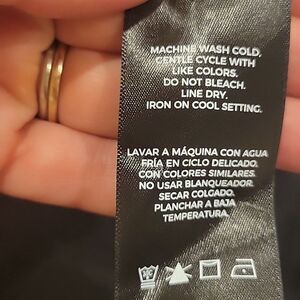 MACHINE WASH COLD,
GENTLE CYCLE WITH
LIKE COLORS.
DO NOT BLEACH.
LINE DRY.
IRON ON COOL SETTING.
LAVAR A MÁQUINA CON AGUA
FRÍA EN CICLO DELICADO,
CON COLORES SIMILARES.
NO USAR BLANQUEADOR.
SECAR COLGADO.
PLANCHAR A BAJA
TEMPERATURA.